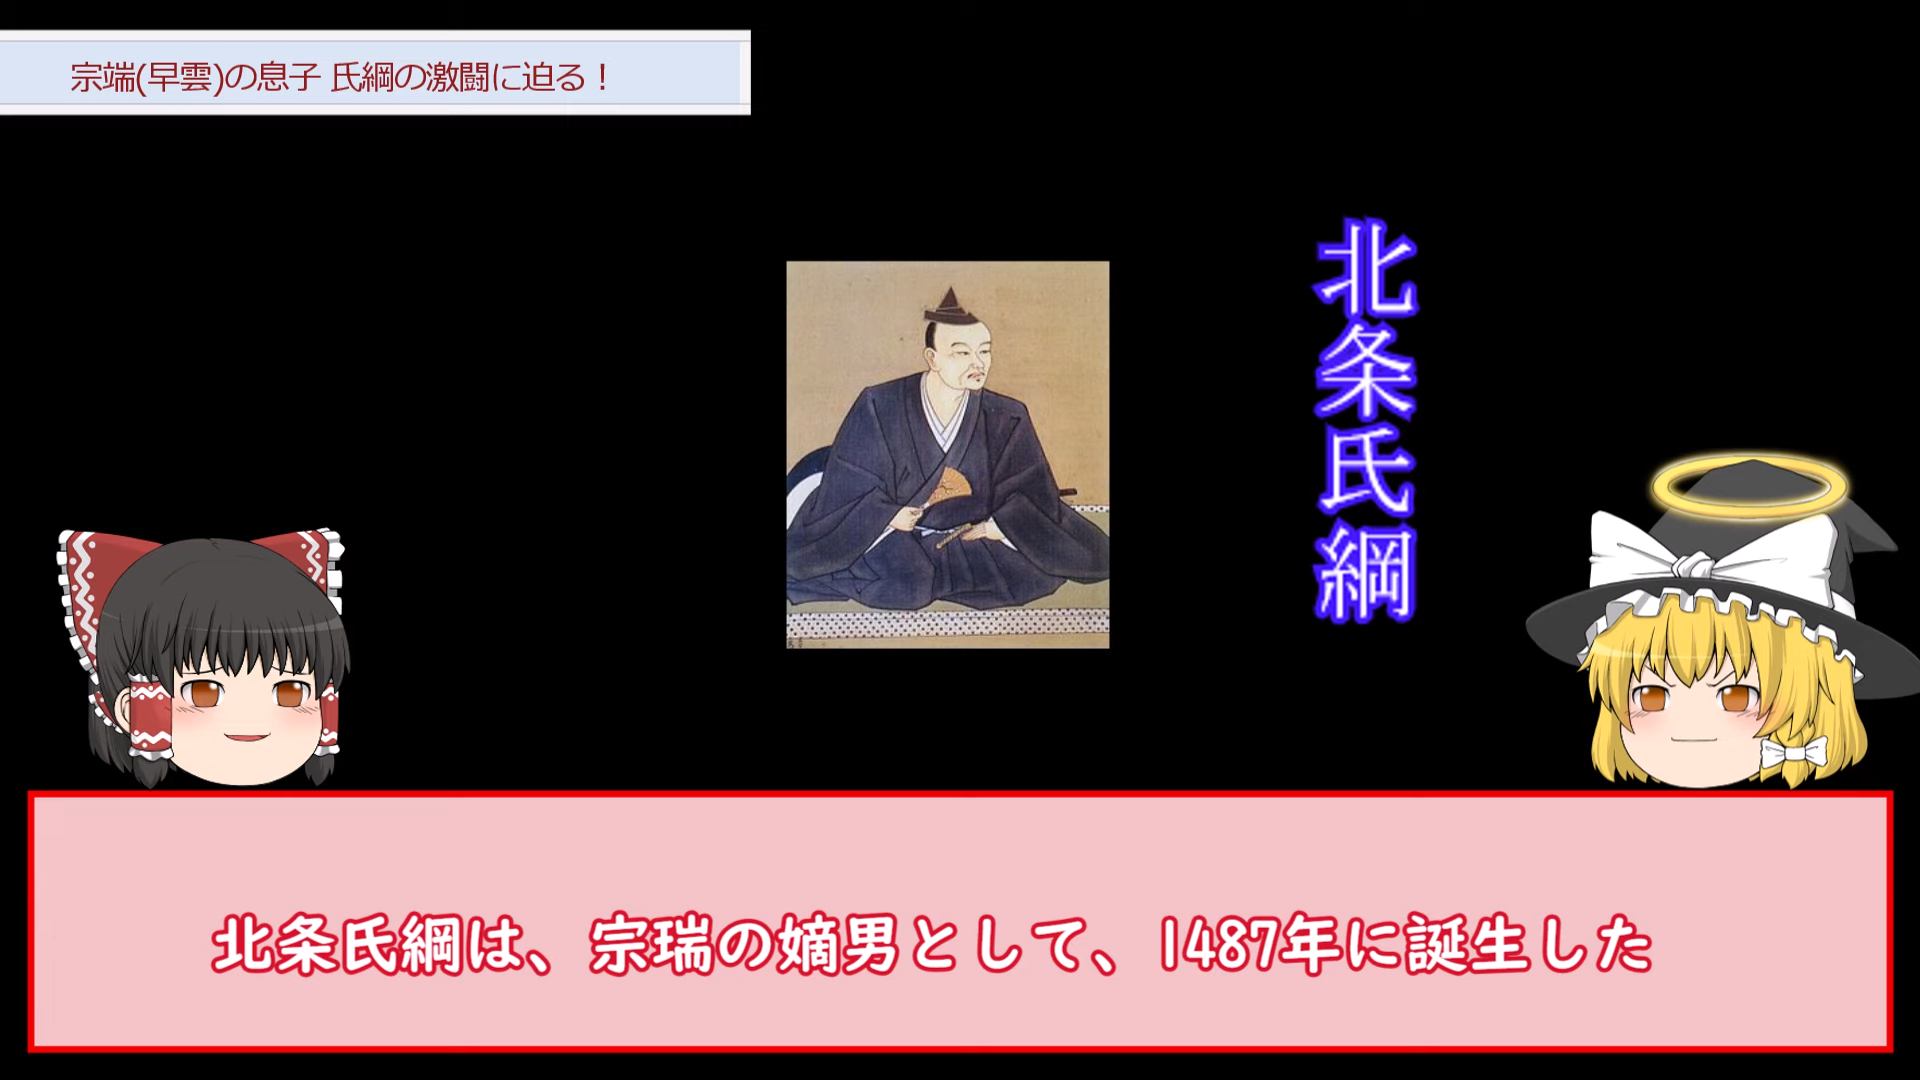 宗端(早雲)の息子 氏綱の激闘に迫る！
北条氏綱
北条氏綱は、宗瑞の嫡男として、1487年に誕生した